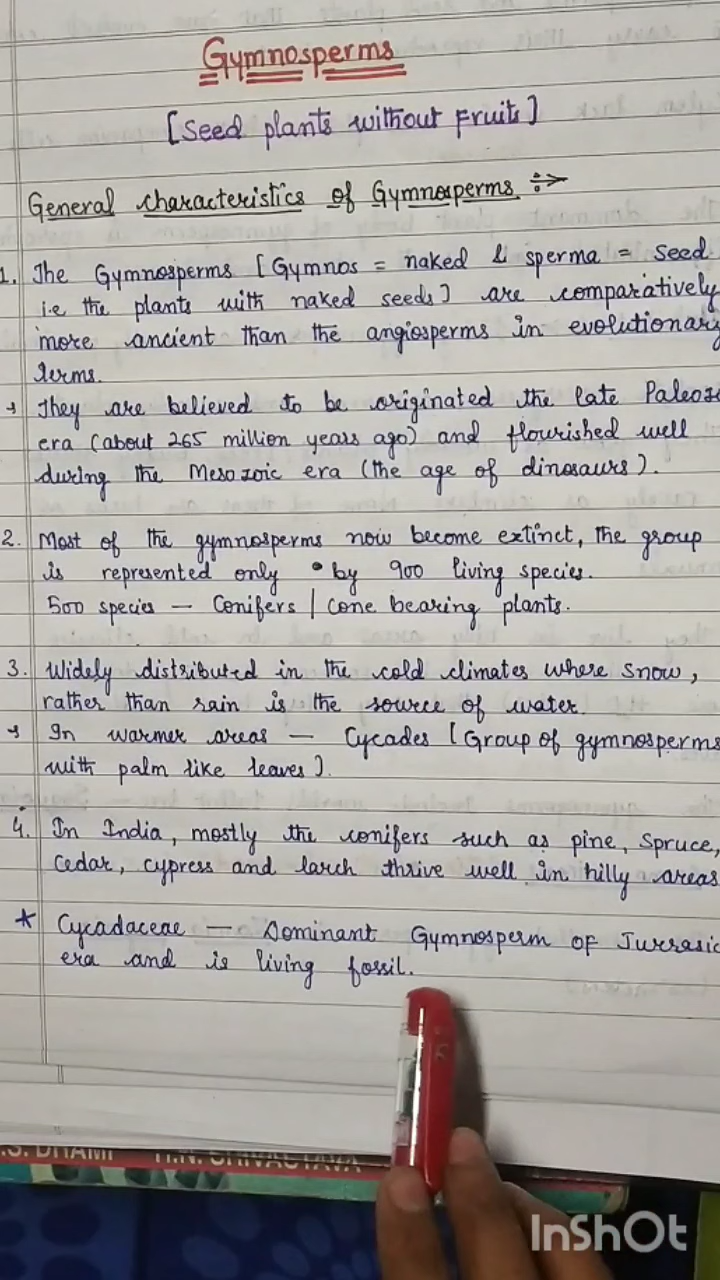 Gymnosperms
[Seed plants without Fruits]
General characteristics of Gymnosperms ÷>
1. The Gymnosperms [Gymnos = naked & sperma = seed
i.e the plants with naked seeds] are comparatively
more ancient than the angiosperms in evolutionary
terms.
→ They are believed to be originated the late Paleozo
era (about 265 million years ago) and flourished well
during the Mesozoic era (the age of dinosaurs).
2. Most of the gymnosperms now become extinct, the group
is represented only by 900 living species.
500 species — Conifers / cone bearing plants.
3. Widely distributed in the cold climates where snow,
rather than rain is the source of water.
→ In warmer areas — Cycades [Group of gymnosperms
with palm like leaves].
4. In India, mostly the conifers such as pine, spruce,
cedar, cypress and larch thrive well in hilly areas
* Cycadaceae — Dominant Gymnosperm of Jurrasic
era and is living fossil.
.S. DHAMI H.N. SRIVASTAVA
InShOt